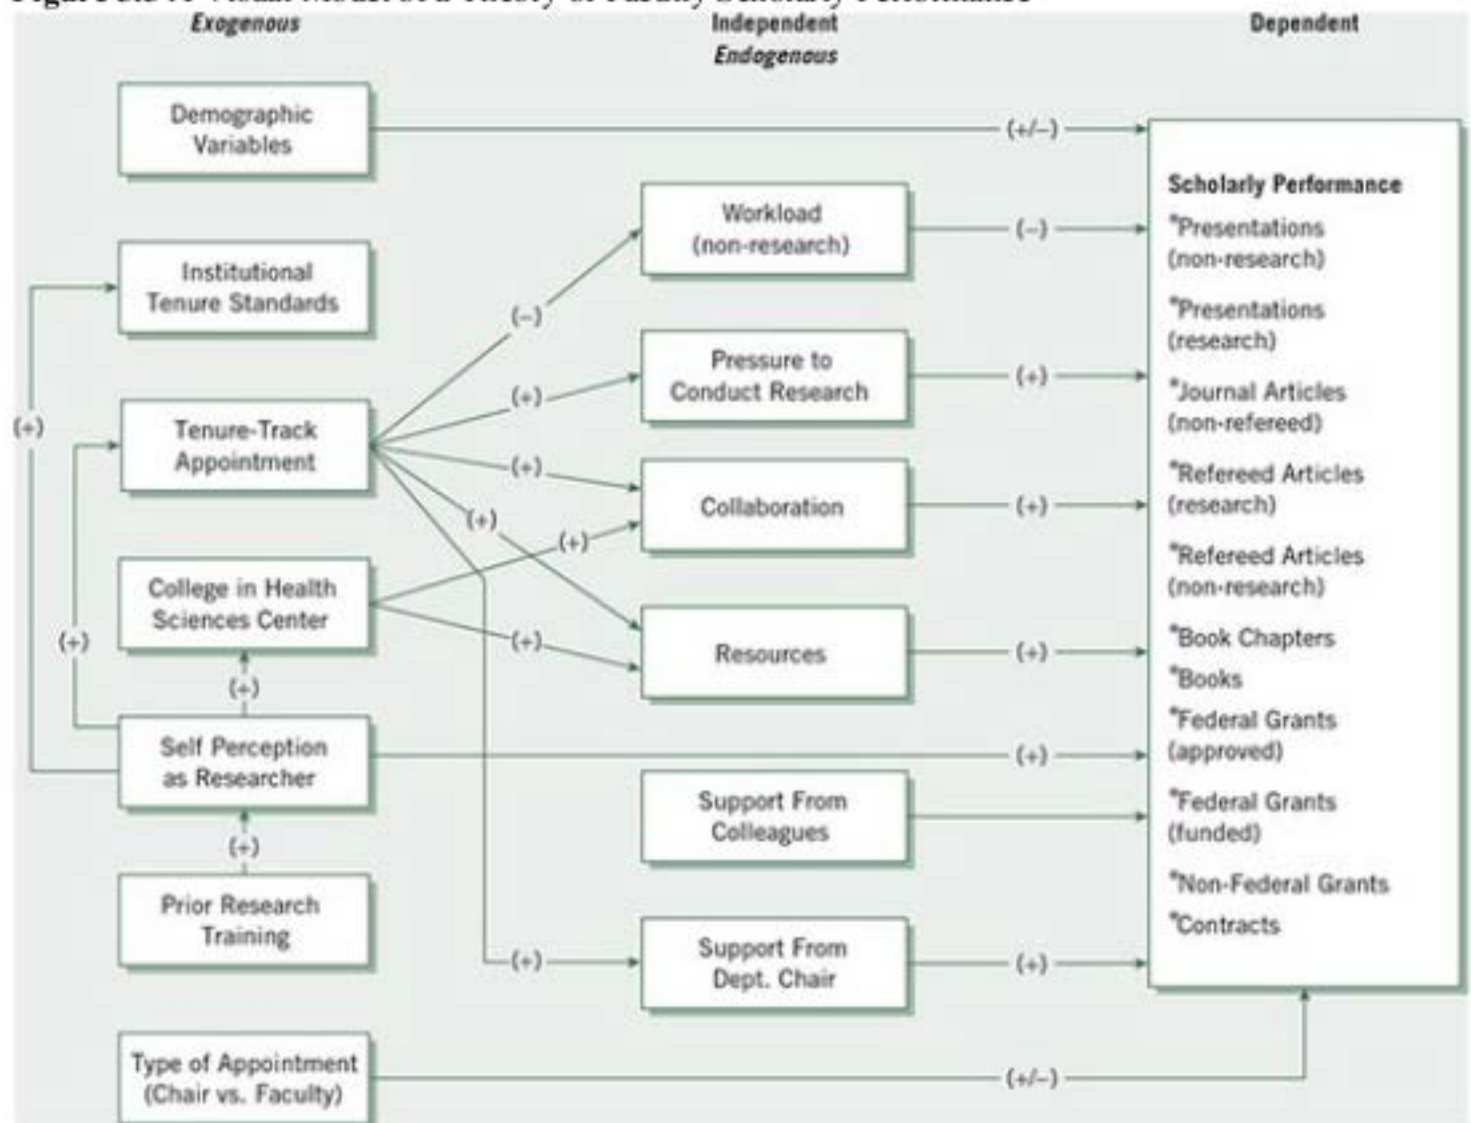 Exogenous
Independent
Endogenous
Dependent
Demographic
Variables
(+/–)
Workload
(non-research)
(–)
Institutional
Tenure Standards
(–)
Pressure to
Conduct Research
(+)
(+)
(+)
Tenure-Track
Appointment
(+)
Collaboration
(+)
(+)
(+)
College in Health
Sciences Center
(+)
(+)
Resources
(+)
(+)
Self Perception
as Researcher
(+)
Support From
Colleagues
(+)
Prior Research
Training
(+)
Support From
Dept. Chair
(+)
Type of Appointment
(Chair vs. Faculty)
(+/–)
Scholarly Performance
*Presentations
(non-research)
*Presentations
(research)
*Journal Articles
(non-refereed)
*Refereed Articles
(research)
*Refereed Articles
(non-research)
*Book Chapters
*Books
*Federal Grants
(approved)
*Federal Grants
(funded)
*Non-Federal Grants
*Contracts